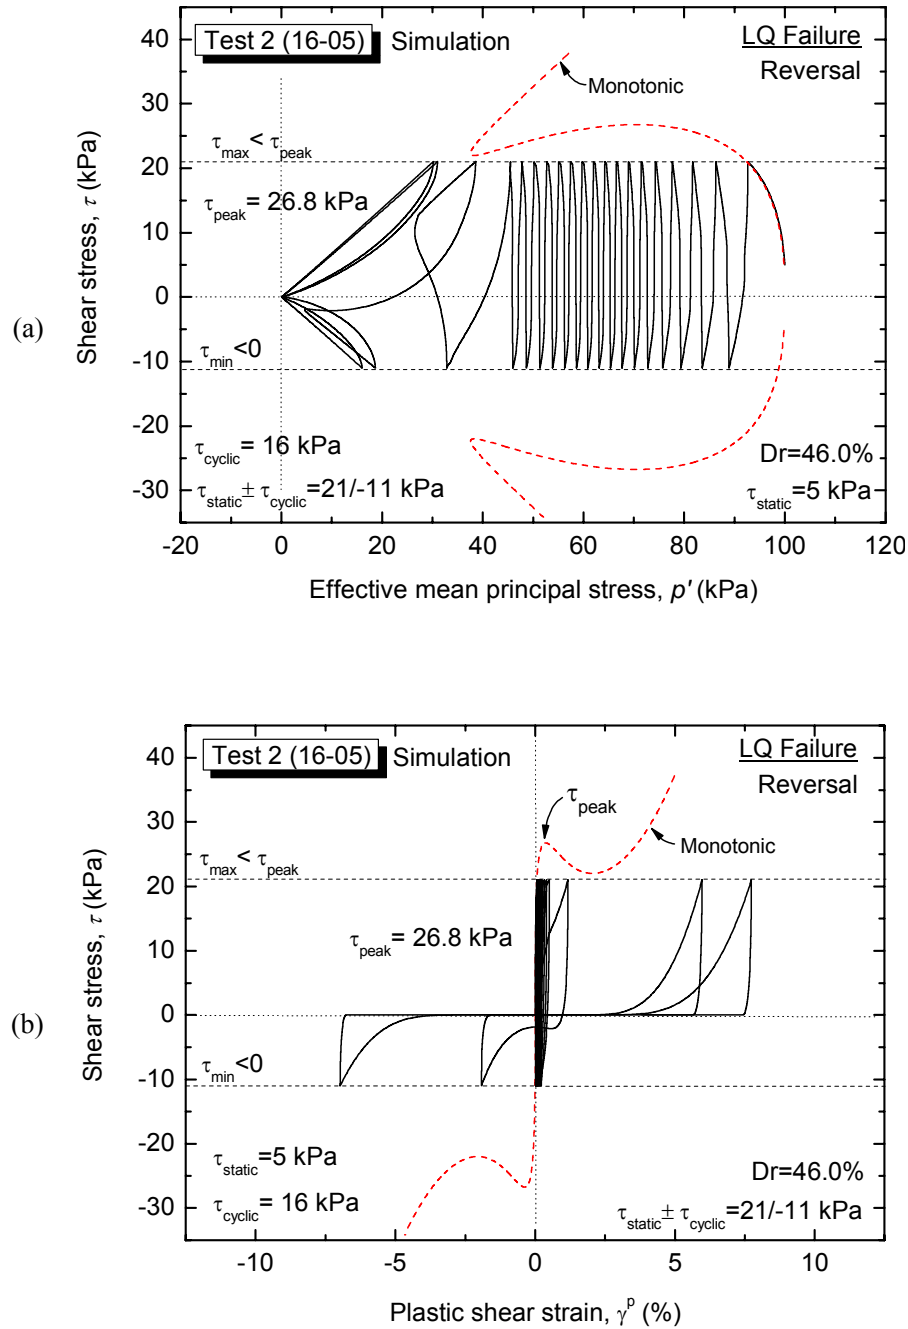 Test 2 (16-05) Simulation LQ Failure
Reversal
Monotonic
τmax< τpeak
τpeak= 26.8 kPa
τmin<0
τcyclic= 16 kPa
τstatic± τcyclic=21/-11 kPa
Dr=46.0%
τstatic=5 kPa
40
30
20
10
0
-10
-20
-30
-20 0 20 40 60 80 100 120
Shear stress, τ (kPa)
Effective mean principal stress, p' (kPa)
(a)
Test 2 (16-05) Simulation LQ Failure
Reversal
τpeak
Monotonic
τmax< τpeak
τpeak= 26.8 kPa
τmin<0
τstatic=5 kPa
τcyclic= 16 kPa
Dr=46.0%
τstatic± τcyclic=21/-11 kPa
40
30
20
10
0
-10
-20
-30
-10 -5 0 5 10
Shear stress, τ (kPa)
Plastic shear strain, γp (%)
(b)